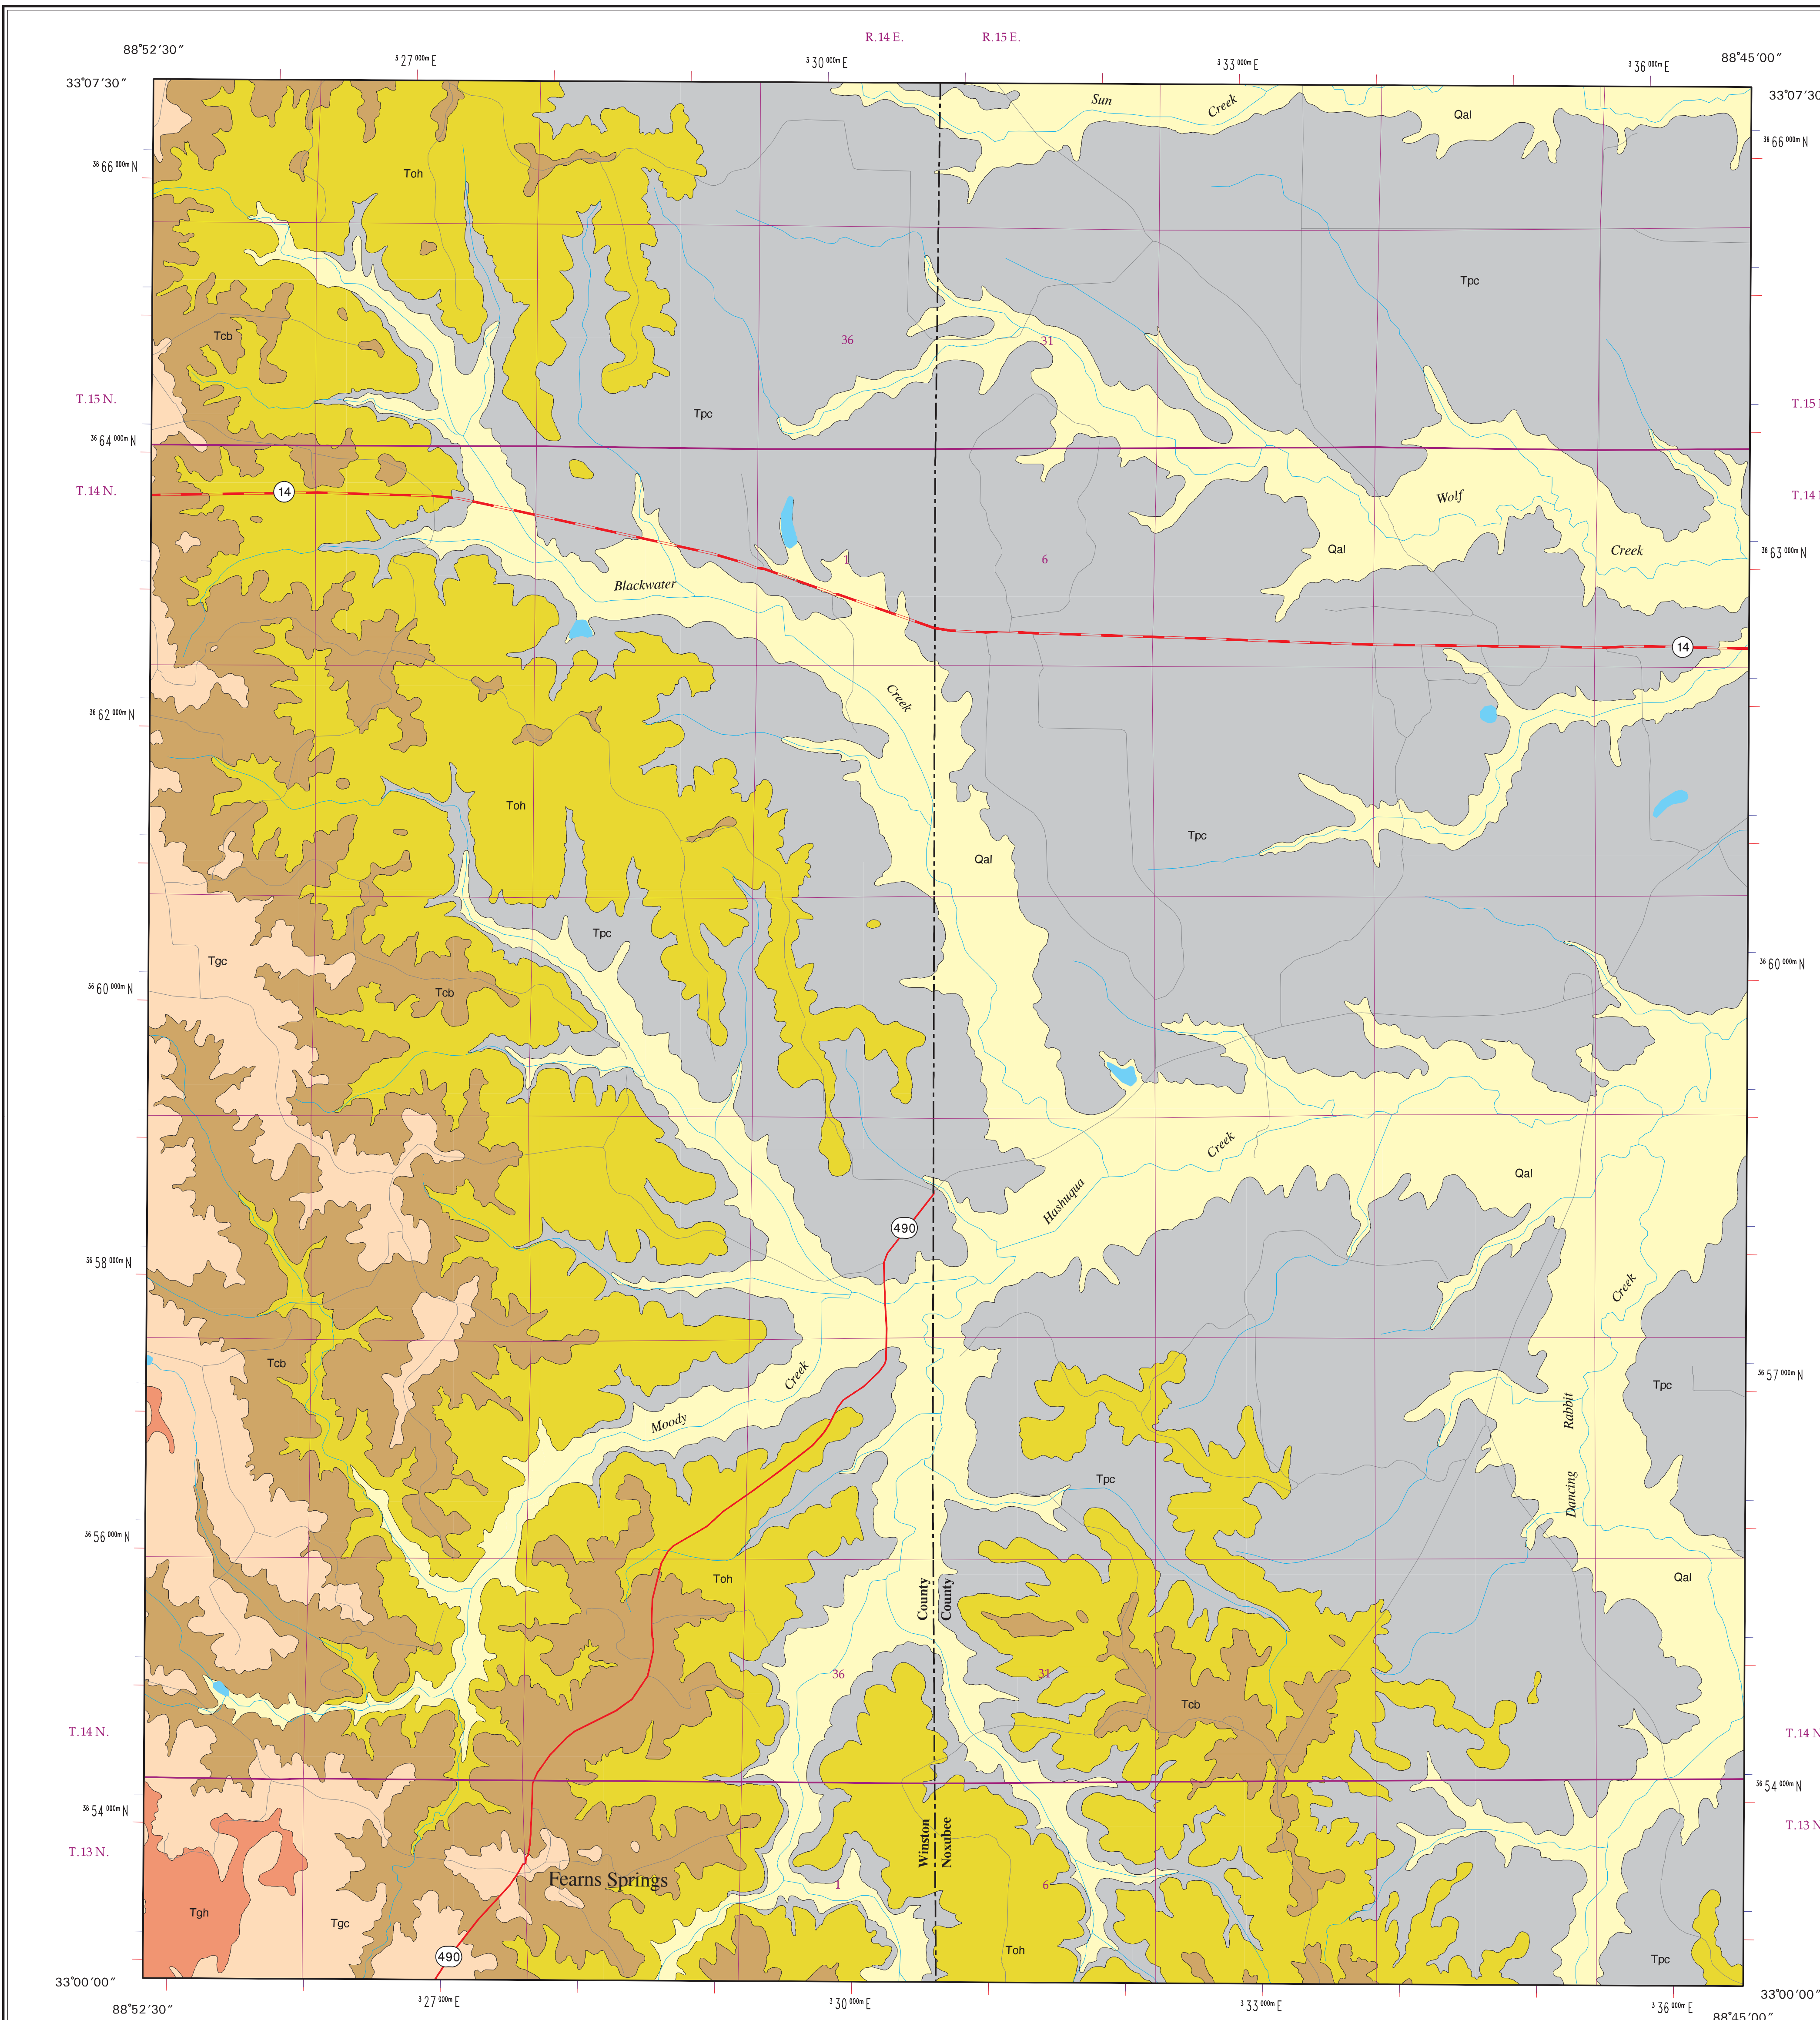 R.14 E. R.15 E.
88°52'30" 3 27 000m E 3 30 000m E 3 33 000m E 3 36 000m E 88°45'00"
33°07'30" 33°07'30
Sun Creek Qal
36 66 000m N Toh 36 66 000m N
Tpc
Tcb 36 31
T.15 N. T.15
Tpc
36 64 000m N
T.14 N. 14 Wolf T.14
Qal Creek 36 63 000m N
Blackwater 1 6
14
Creek
36 62 000m N
Toh Tpc
Qal
Tpc
Tgc 36 60 000m N
36 60 000m N Tcb
Creek
Qal
Hashuqua
490
36 58 000m N
Creek
Tcb Creek 36 57 000m N
Tpc
Moody Rabbit
Tpc
Dancing
36 56 000m N
Toh County County Qal
36 31
Tcb
T.14 N. T.14 N
36 54 000m N
36 54 000m N
Winston Noxubee T.13 N
T.13 N.
Fearns Springs 1 6
Tgh Tgc
Toh
490 Tpc
33°00'00" 33°00'00"
88°52'30" 3 27 000m E 3 30 000m E 3 33 000m E 3 36 000m E
88°45'00"